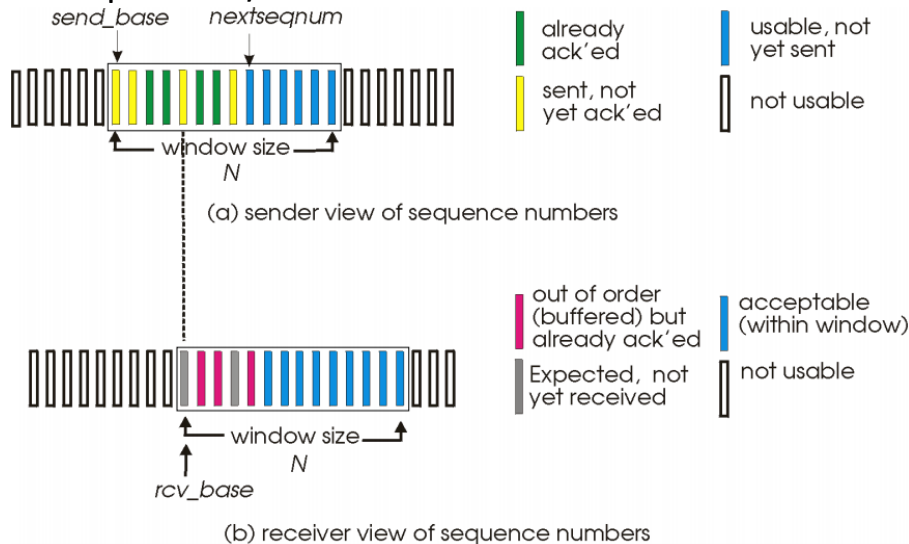 send_base nextseqnum
already
ack'ed
usable, not
yet sent
sent, not
yet ack'ed
not usable
window size
N
(a) sender view of sequence numbers
out of order
(buffered) but
already ack'ed
acceptable
(within window)
Expected, not
yet received
not usable
window size
N
rcv_base
(b) receiver view of sequence numbers